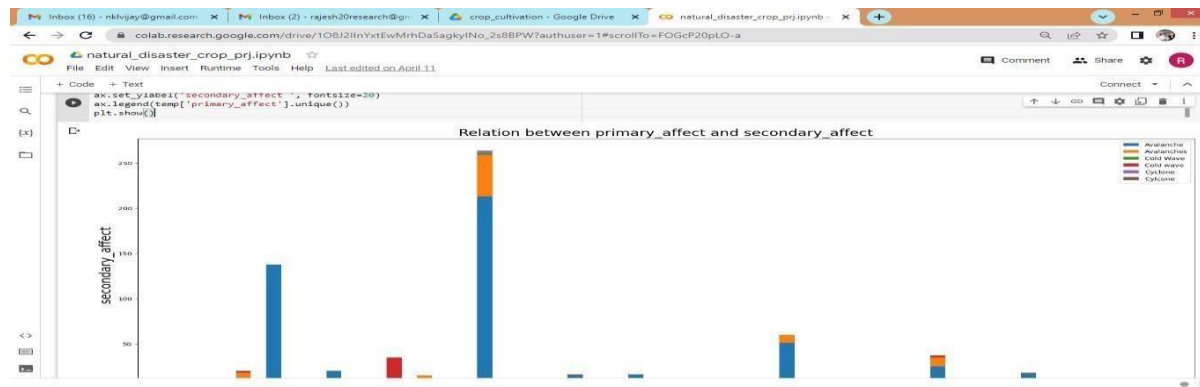 Inbox (16) - nklvijay@gmail.com
Inbox (2) - rajesh20research@gm
crop_cultivation - Google Drive
natural_disaster_crop_prj.ipynb -
colab.research.google.com/drive/1O8J2IInYxtEwMrhDaSagkyINo_2s8BPW?authuser=1#scrollTo=FOGcP20pLO-a
CO natural_disaster_crop_prj.ipynb
File Edit View Insert Runtime Tools Help Last edited on April 11
Comment Share R
+ Code + Text Connect
ax.set_ylabel('secondary_affect ', fontsize=20)
ax.legend(temp['primary_affect'].unique())
plt.show()
{x}
Relation between primary_affect and secondary_affect
Avalanche
Avalanches
Cold Wave
Cold wave
Cyclone
Cylcone
secondary_affect
250
200
150
100
50